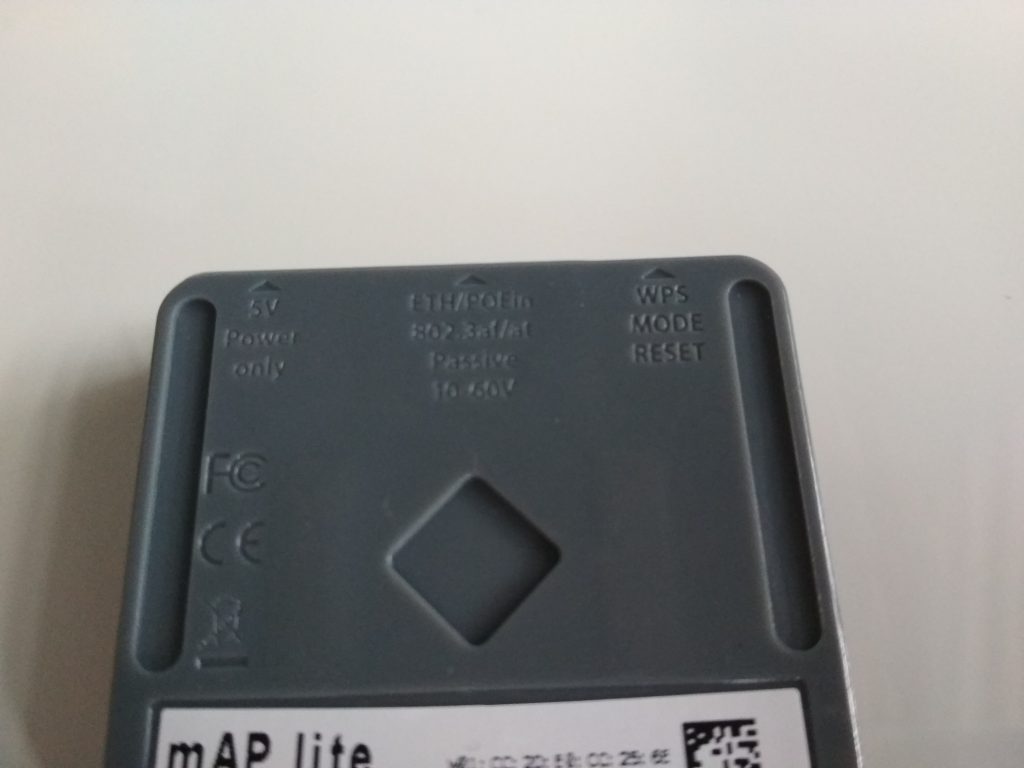 5V
Power
only
ETH/POEin
802.3af/at
Passive
10-60V
WPS
MODE
RESET
FC
CE
mAP lite